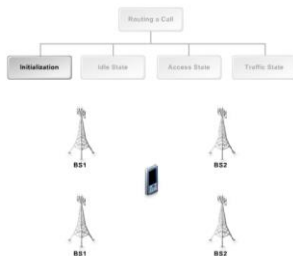 Routing a Call
Initialization
Idle State
Access State
Traffic State
BS1
BS2
BS1
BS2